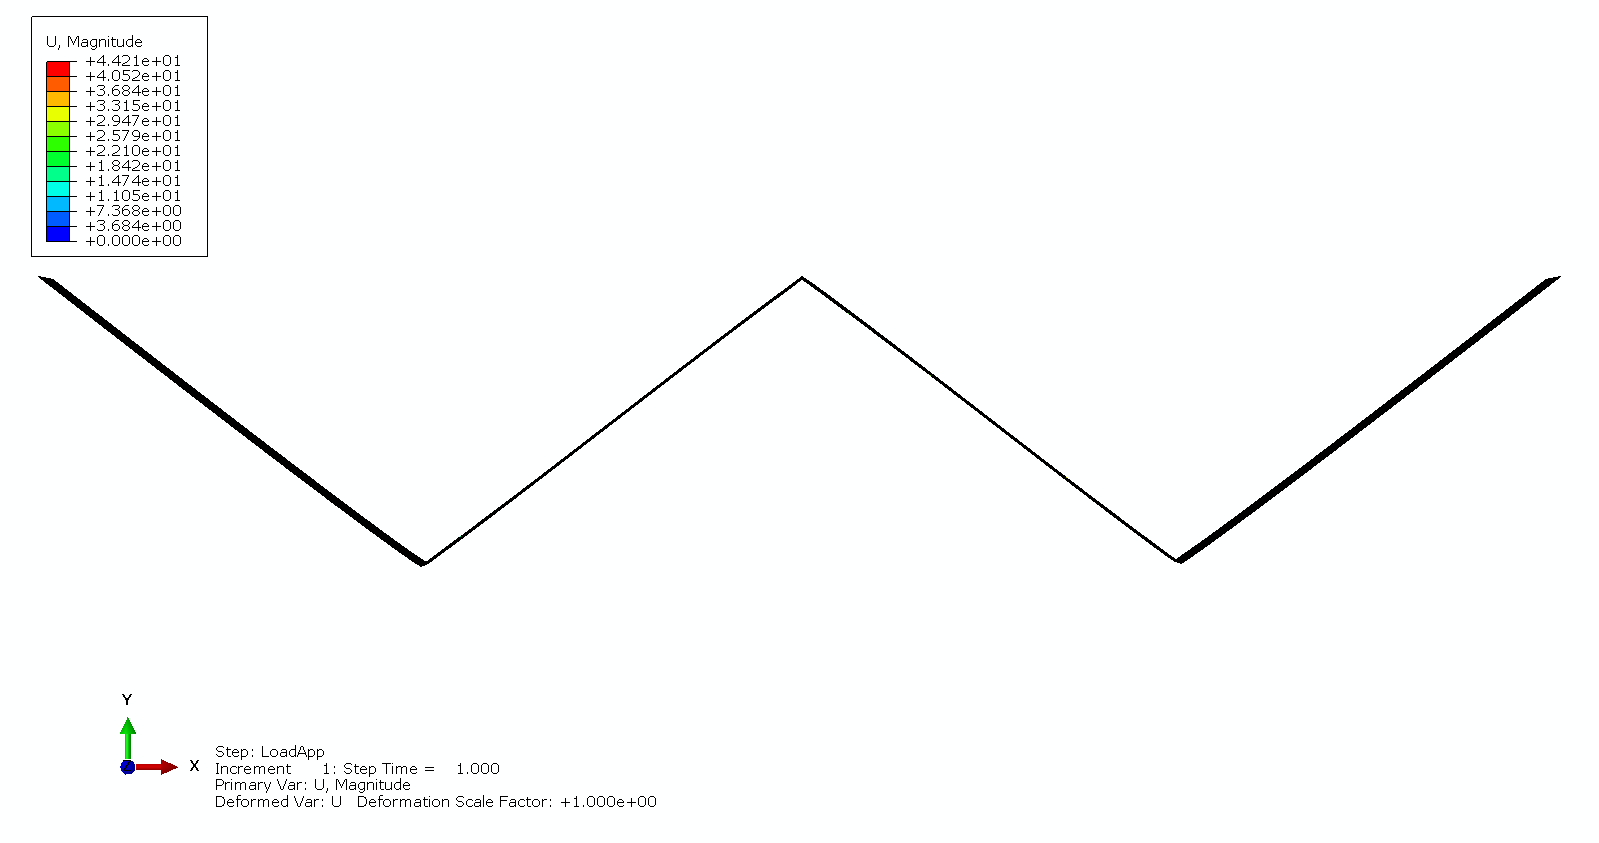 U, Magnitude
+4.421e+01
+4.052e+01
+3.684e+01
+3.315e+01
+2.947e+01
+2.579e+01
+2.210e+01
+1.842e+01
+1.474e+01
+1.105e+01
+7.368e+00
+3.684e+00
+0.000e+00
Y
X
Step: LoadApp
Increment 1: Step Time = 1.000
Primary Var: U, Magnitude
Deformed Var: U Deformation Scale Factor: +1.000e+00